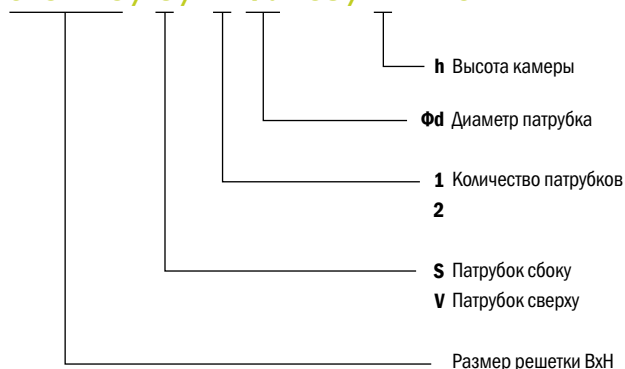 h Высота камеры
Φd Диаметр патрубка
1 Количество патрубков
2
S Патрубок сбоку
V Патрубок сверху
Размер решетки ВxН